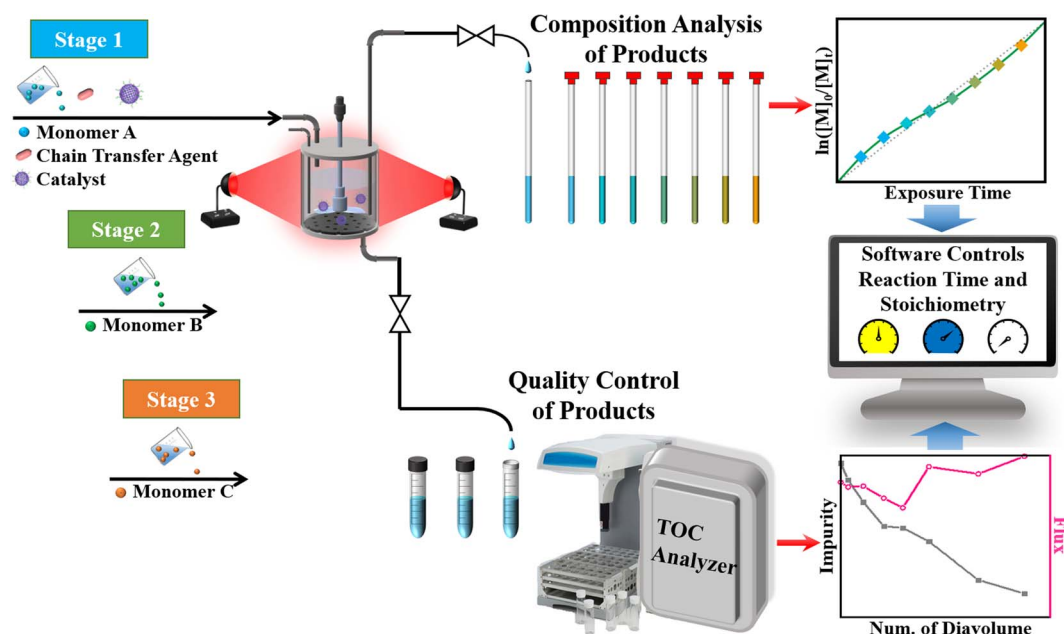 Stage 1
Monomer A
Chain Transfer Agent
Catalyst
Stage 2
Monomer B
Stage 3
Monomer C
Composition Analysis
of Products
ln([M]₀/[M]ₜ)
Exposure Time
Software Controls
Reaction Time and
Stoichiometry
Quality Control
of Products
TOC
Analyzer
Impurity
Flux
Num. of Diavolume